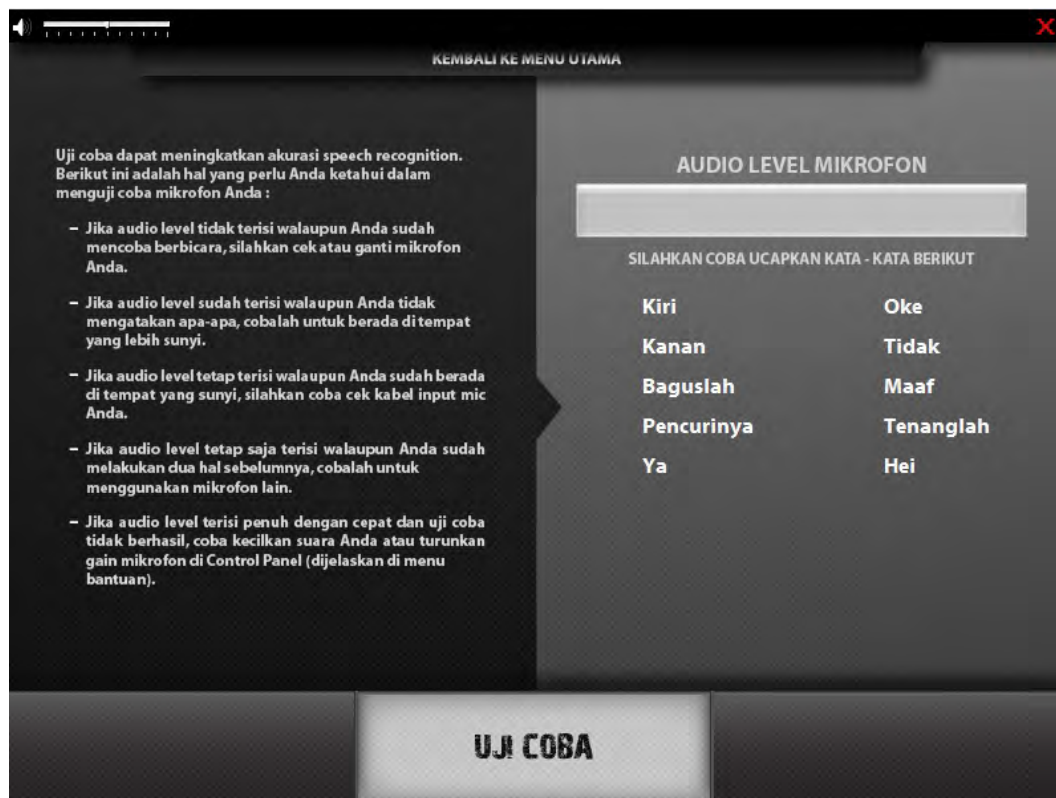 KEMBALI KE MENU UTAMA
Uji coba dapat meningkatkan akurasi speech recognition.
Berikut ini adalah hal yang perlu Anda ketahui dalam
menguji coba mikrofon Anda :
– Jika audio level tidak terisi walaupun Anda sudah
mencoba berbicara, silahkan cek atau ganti mikrofon
Anda.
– Jika audio level sudah terisi walaupun Anda tidak
mengatakan apa-apa, cobalah untuk berada di tempat
yang lebih sunyi.
– Jika audio level tetap terisi walaupun Anda sudah berada
di tempat yang sunyi, silahkan coba cek kabel input mic
Anda.
– Jika audio level tetap saja terisi walaupun Anda sudah
melakukan dua hal sebelumnya, cobalah untuk
menggunakan mikrofon lain.
– Jika audio level terisi penuh dengan cepat dan uji coba
tidak berhasil, coba kecilkan suara Anda atau turunkan
gain mikrofon di Control Panel (dijelaskan di menu
bantuan).
AUDIO LEVEL MIKROFON
SILAHKAN COBA UCAPKAN KATA - KATA BERIKUT
Kiri Oke
Kanan Tidak
Baguslah Maaf
Pencurinya Tenanglah
Ya Hei
UJI COBA